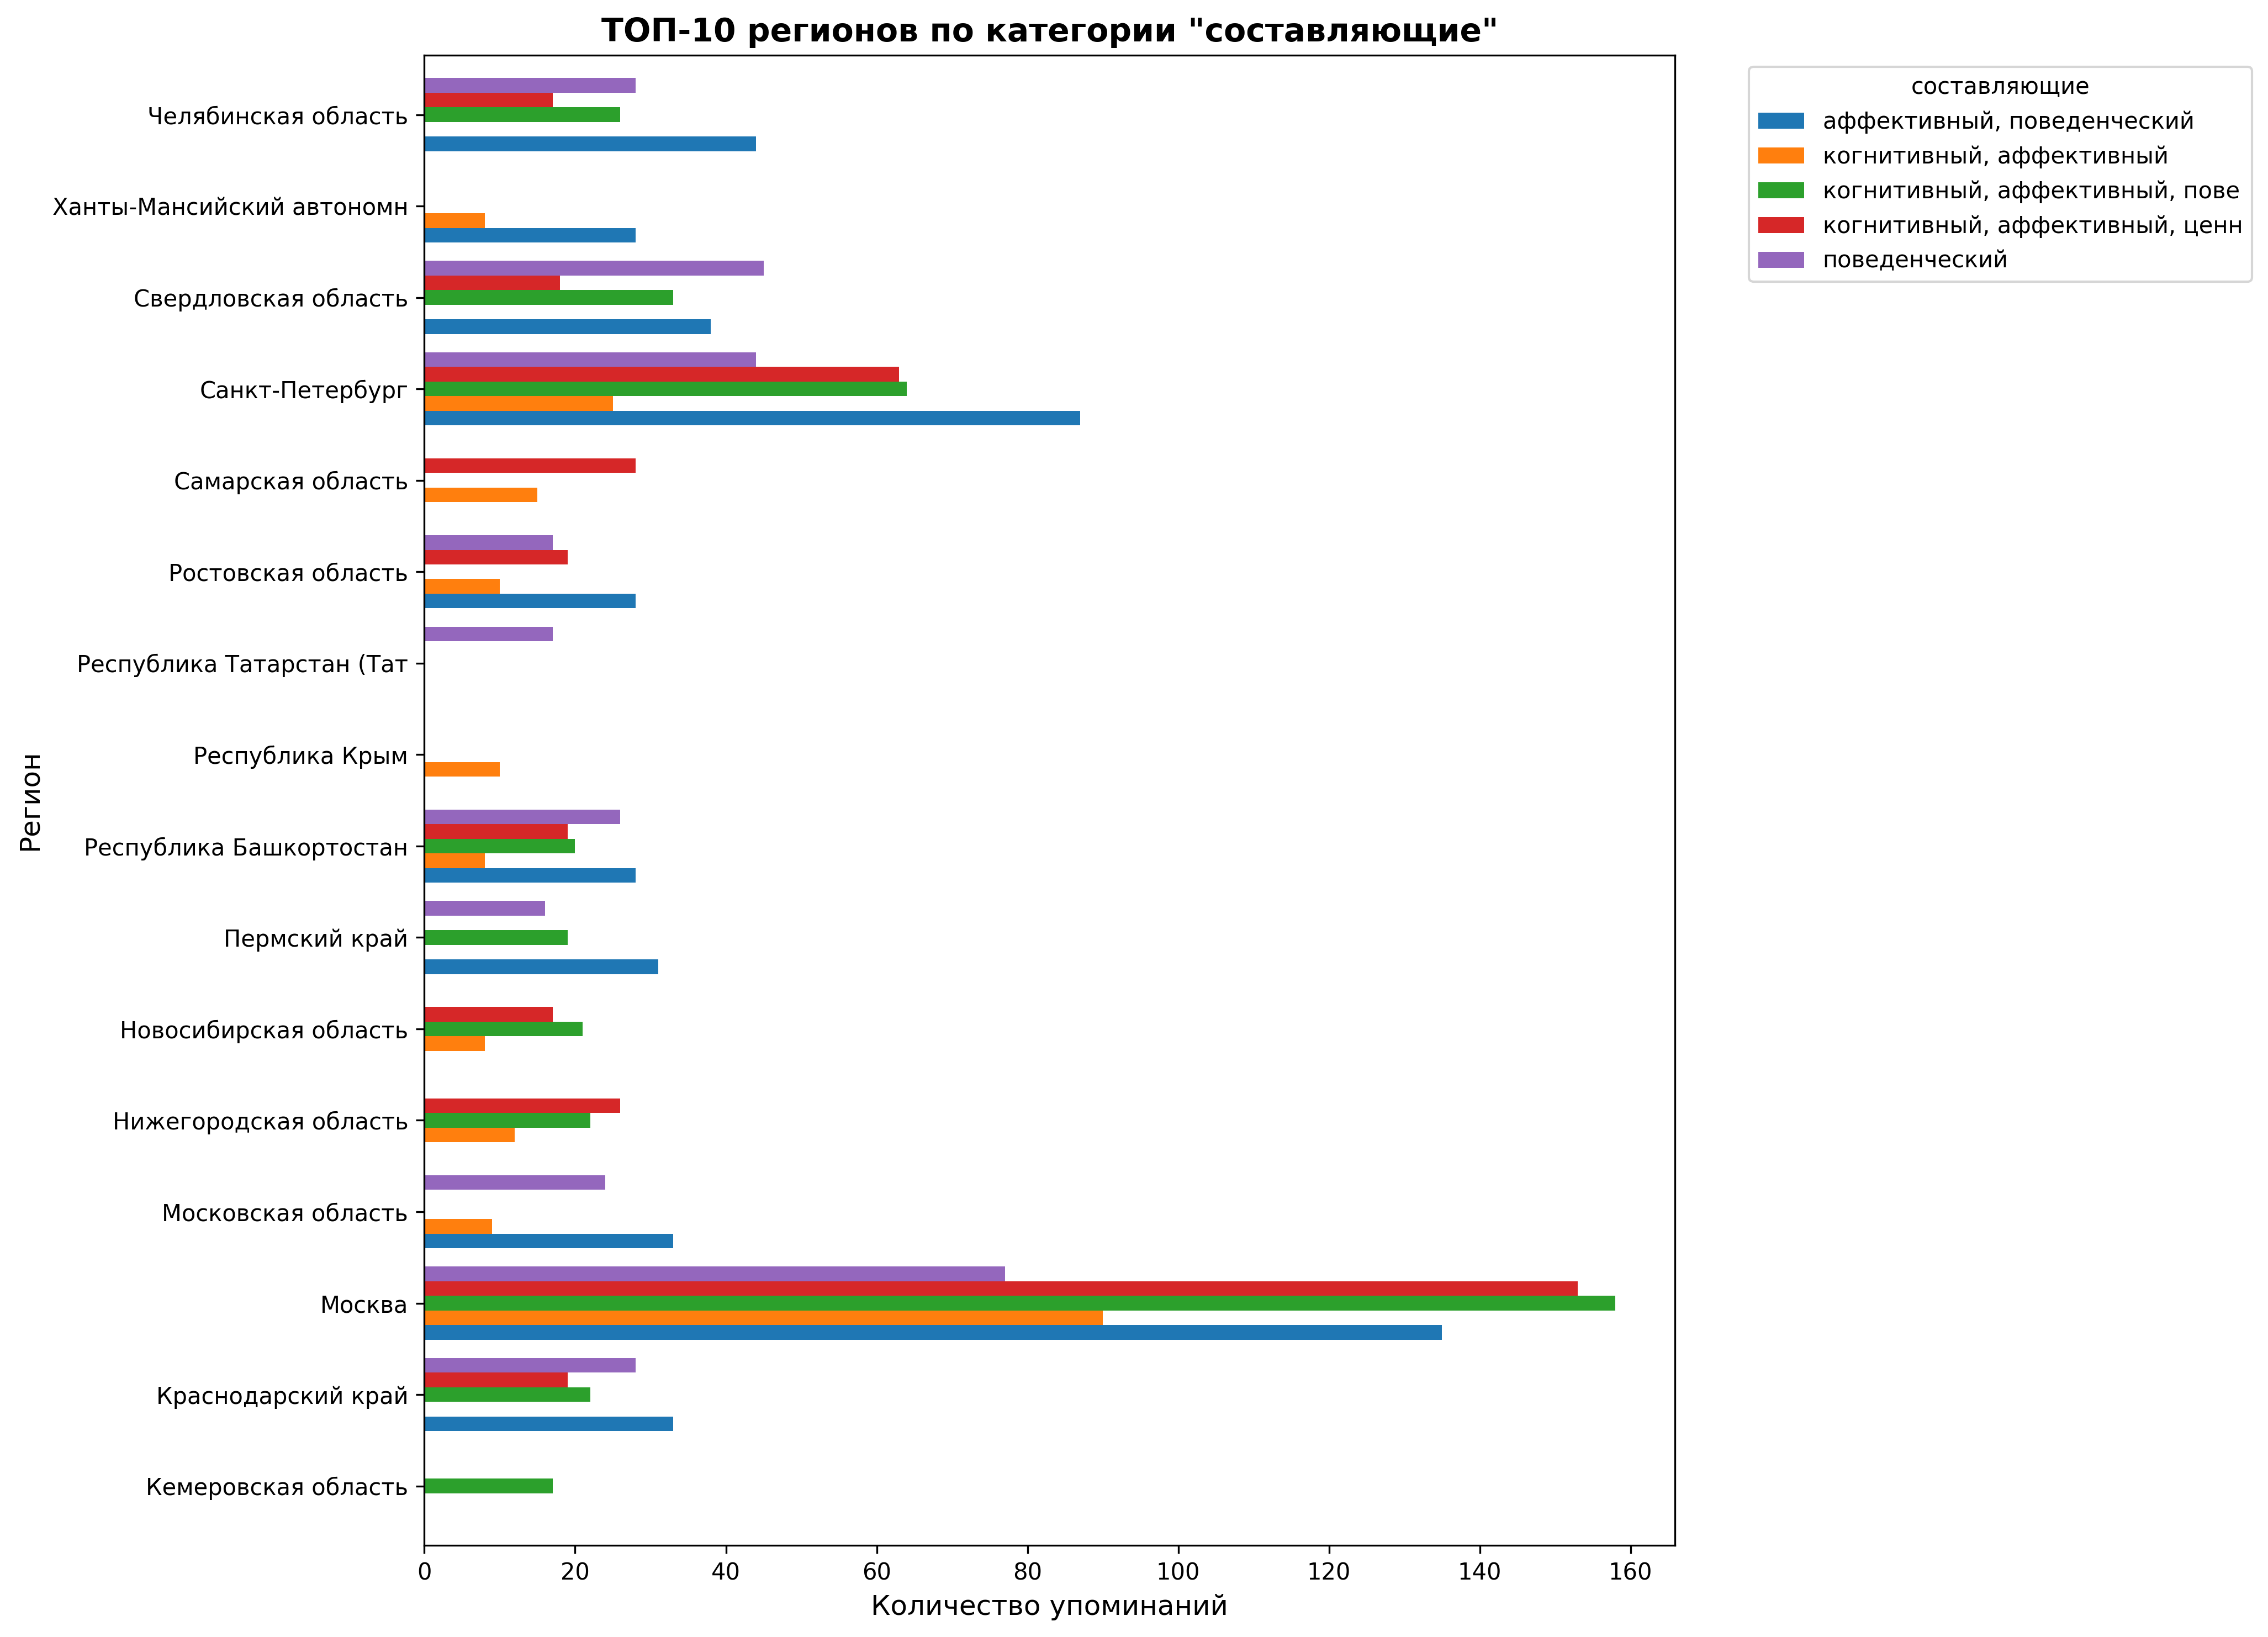 ТОП-10 регионов по категории "составляющие"
составляющие
аффективный, поведенческий
когнитивный, аффективный
когнитивный, аффективный, пове
когнитивный, аффективный, ценн
поведенческий
Регион
Челябинская область
Ханты-Мансийский автономн
Свердловская область
Санкт-Петербург
Самарская область
Ростовская область
Республика Татарстан (Тат
Республика Крым
Республика Башкортостан
Пермский край
Новосибирская область
Нижегородская область
Московская область
Москва
Краснодарский край
Кемеровская область
0 20 40 60 80 100 120 140 160
Количество упоминаний